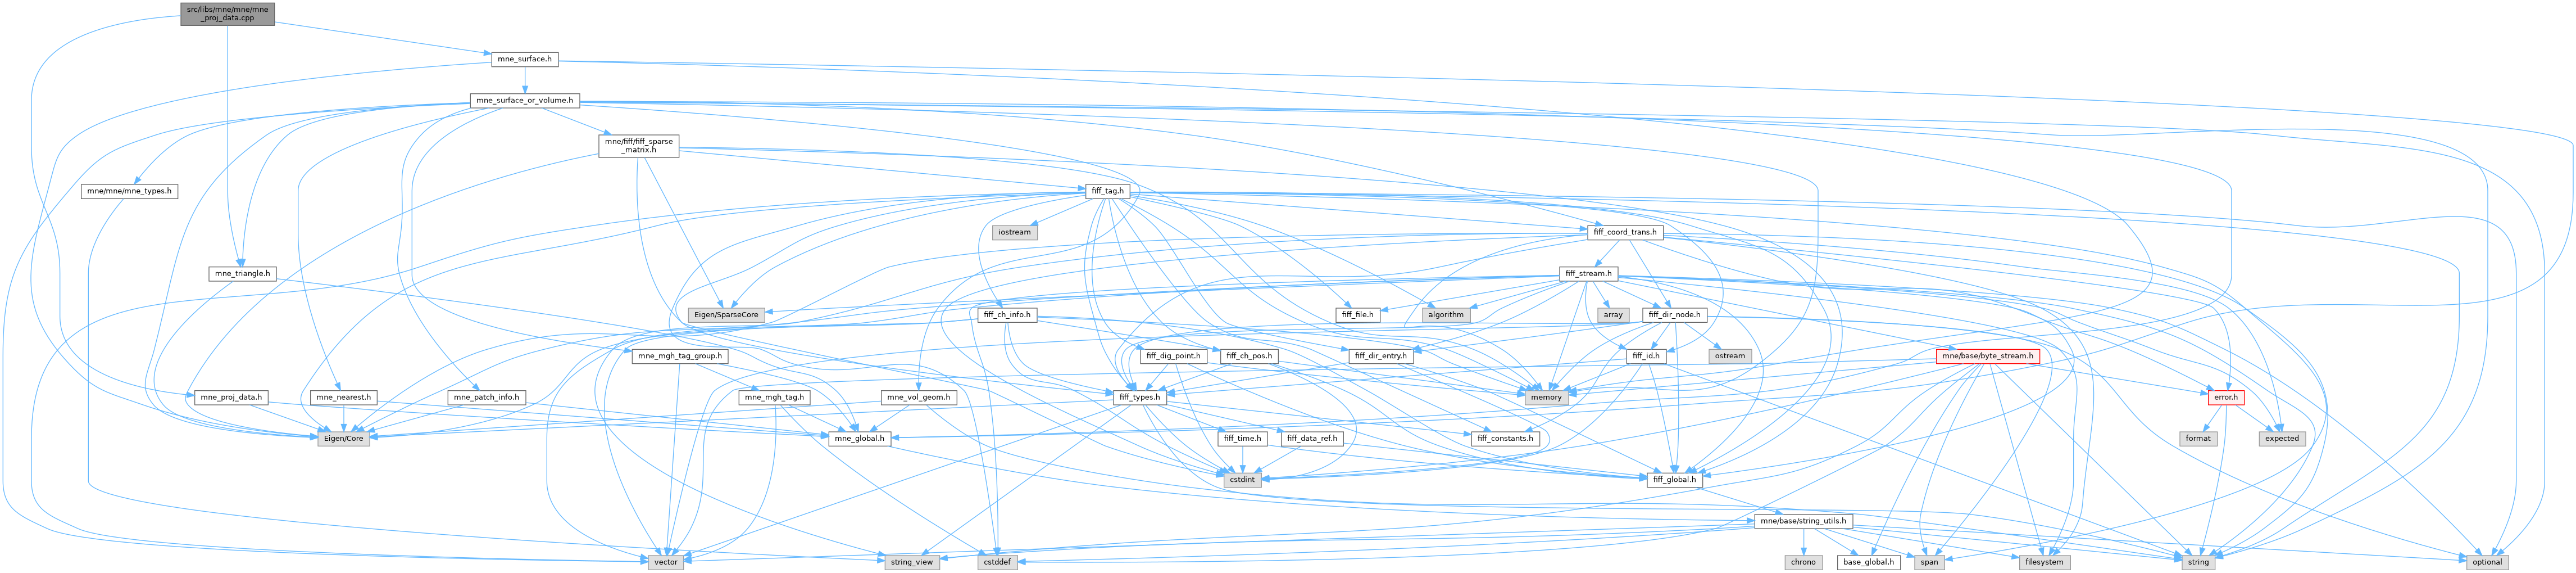 src/libs/mne/mne/mne
_proj_data.cpp
mne_surface.h
mne_surface_or_volume.h
mne/fiff/fiff_sparse
_matrix.h
mne/mne/mne_types.h
fiff_tag.h
iostream
fiff_coord_trans.h
mne_triangle.h
fiff_stream.h
Eigen/SparseCore
fiff_ch_info.h
fiff_file.h
algorithm
array
fiff_dir_node.h
mne_mgh_tag_group.h
fiff_dig_point.h
fiff_ch_pos.h
fiff_dir_entry.h
fiff_id.h
ostream
mne/base/byte_stream.h
mne_proj_data.h
mne_nearest.h
mne_patch_info.h
mne_mgh_tag.h
mne_vol_geom.h
fiff_types.h
memory
error.h
Eigen/Core
mne_global.h
fiff_time.h
fiff_data_ref.h
fiff_constants.h
format
expected
cstdint
fiff_global.h
mne/base/string_utils.h
vector
string_view
cstddef
chrono
base_global.h
span
filesystem
string
optional